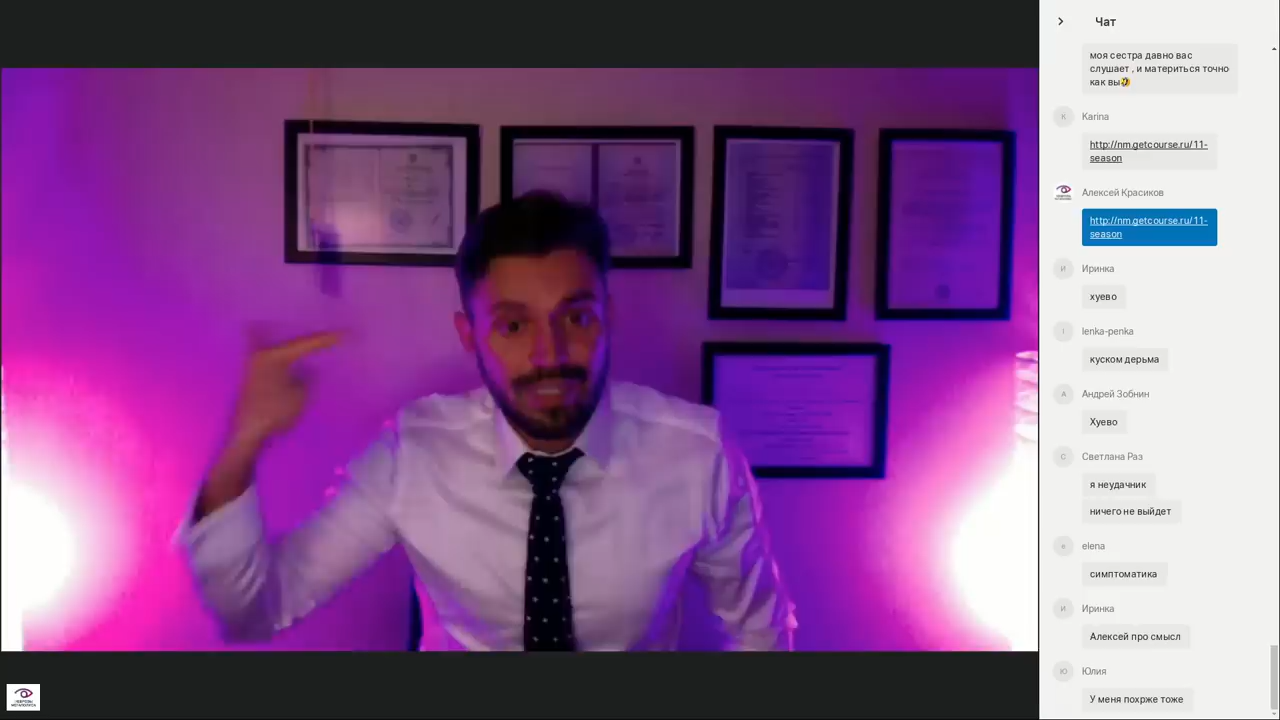 Чат
моя сестра давно вас
слушает , и материться точно
как вы🤣
K
Karina
http://nm.getcourse.ru/11-
season
Алексей Красиков
http://nm.getcourse.ru/11-
season
И
Иринка
хуево
l
lenka-penka
куском дерьма
А
Андрей Зобнин
Хуево
С
Светлана Раз
я неудачник
ничего не выйдет
e
elena
симптоматика
И
Иринка
Алексей про смысл
Ю
Юлия
У меня похрже тоже